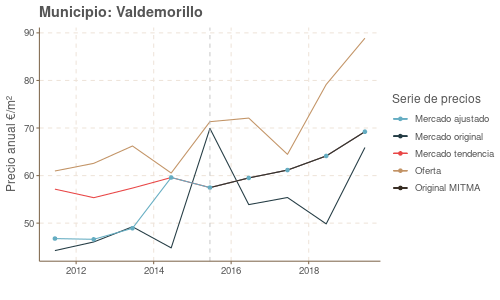 Municipio: Valdemorillo
Precio anual €/m²
90
80
70
60
50
2012
2014
2016
2018
Serie de precios
Mercado ajustado
Mercado original
Mercado tendencia
Oferta
Original MITMA